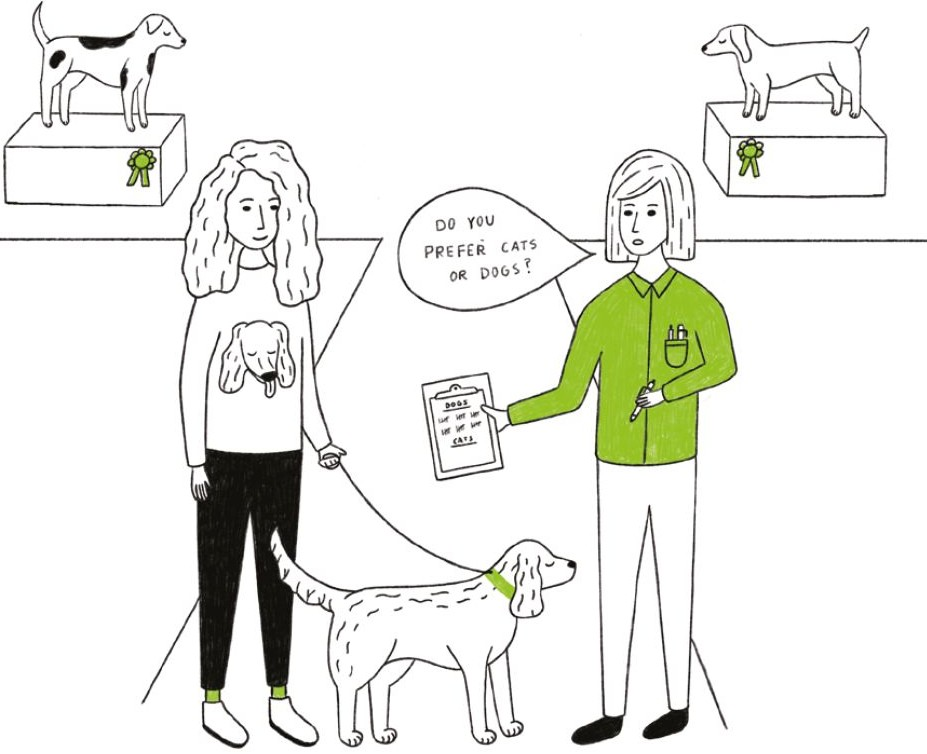 DO YOU
PREFER CATS
OR DOGS?
DOGS
CATS